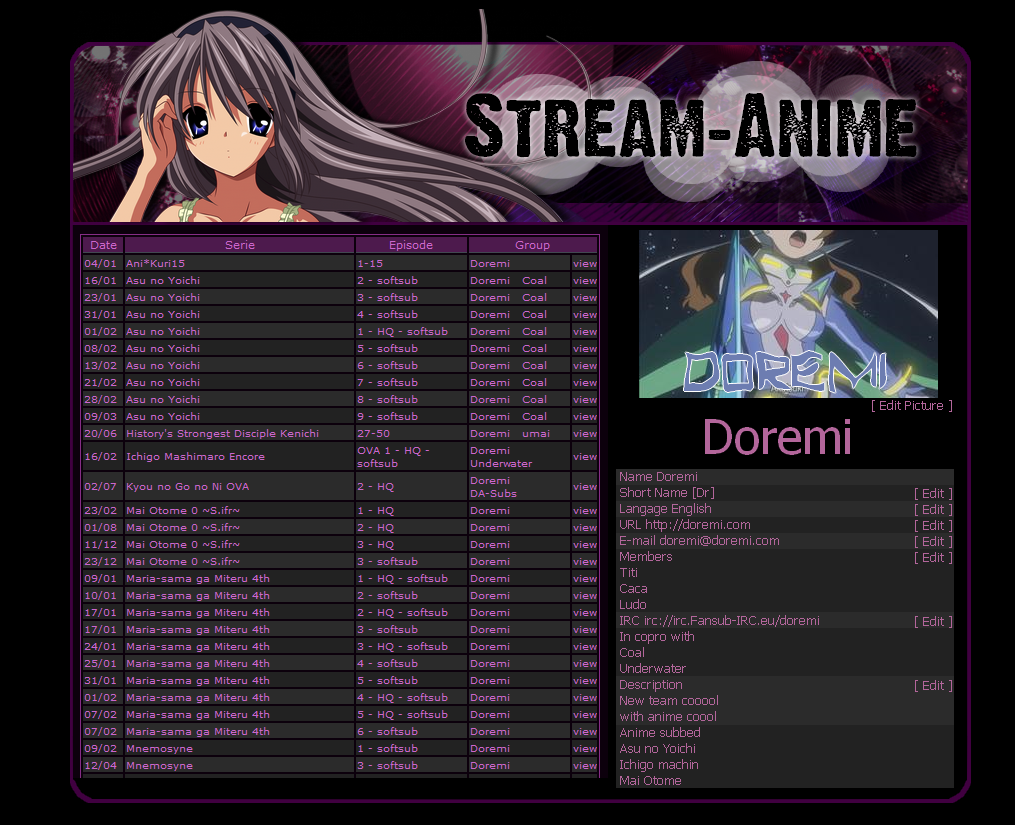 STREAM-ANIME
Date Serie Episode Group
04/01 Ani*Kuri15 1-15 Doremi view
16/01 Asu no Yoichi 2 - softsub Doremi Coal view
23/01 Asu no Yoichi 3 - softsub Doremi Coal view
31/01 Asu no Yoichi 4 - softsub Doremi Coal view
01/02 Asu no Yoichi 1 - HQ - softsub Doremi Coal view
08/02 Asu no Yoichi 5 - softsub Doremi Coal view
13/02 Asu no Yoichi 6 - softsub Doremi Coal view
21/02 Asu no Yoichi 7 - softsub Doremi Coal view
28/02 Asu no Yoichi 8 - softsub Doremi Coal view
09/03 Asu no Yoichi 9 - softsub Doremi Coal view
20/06 History's Strongest Disciple Kenichi 27-50 Doremi umai view
16/02 Ichigo Mashimaro Encore OVA 1 - HQ - softsub Doremi Underwater view
02/07 Kyou no Go no Ni OVA 2 - HQ Doremi DA-Subs view
23/02 Mai Otome 0 ~S.ifr~ 1 - HQ Doremi view
01/08 Mai Otome 0 ~S.ifr~ 2 - HQ Doremi view
11/12 Mai Otome 0 ~S.ifr~ 3 - HQ Doremi view
23/12 Mai Otome 0 ~S.ifr~ 3 - softsub Doremi view
09/01 Maria-sama ga Miteru 4th 1 - HQ - softsub Doremi view
10/01 Maria-sama ga Miteru 4th 2 - softsub Doremi view
17/01 Maria-sama ga Miteru 4th 2 - HQ - softsub Doremi view
17/01 Maria-sama ga Miteru 4th 3 - softsub Doremi view
24/01 Maria-sama ga Miteru 4th 3 - HQ - softsub Doremi view
25/01 Maria-sama ga Miteru 4th 4 - softsub Doremi view
31/01 Maria-sama ga Miteru 4th 5 - softsub Doremi view
01/02 Maria-sama ga Miteru 4th 4 - HQ - softsub Doremi view
07/02 Maria-sama ga Miteru 4th 5 - HQ - softsub Doremi view
07/02 Maria-sama ga Miteru 4th 6 - softsub Doremi view
09/02 Mnemosyne 1 - softsub Doremi view
12/04 Mnemosyne 3 - softsub Doremi view
DOREMI
[ Edit Picture ]
Doremi
Name Doremi
Short Name [Dr] [ Edit ]
Langage English [ Edit ]
URL http://doremi.com [ Edit ]
E-mail doremi@doremi.com [ Edit ]
Members [ Edit ]
Titi
Caca
Ludo
IRC irc://irc.Fansub-IRC.eu/doremi [ Edit ]
In copro with
Coal
Underwater
Description [ Edit ]
New team cooool
with anime coool
Anime subbed
Asu no Yoichi
Ichigo machin
Mai Otome